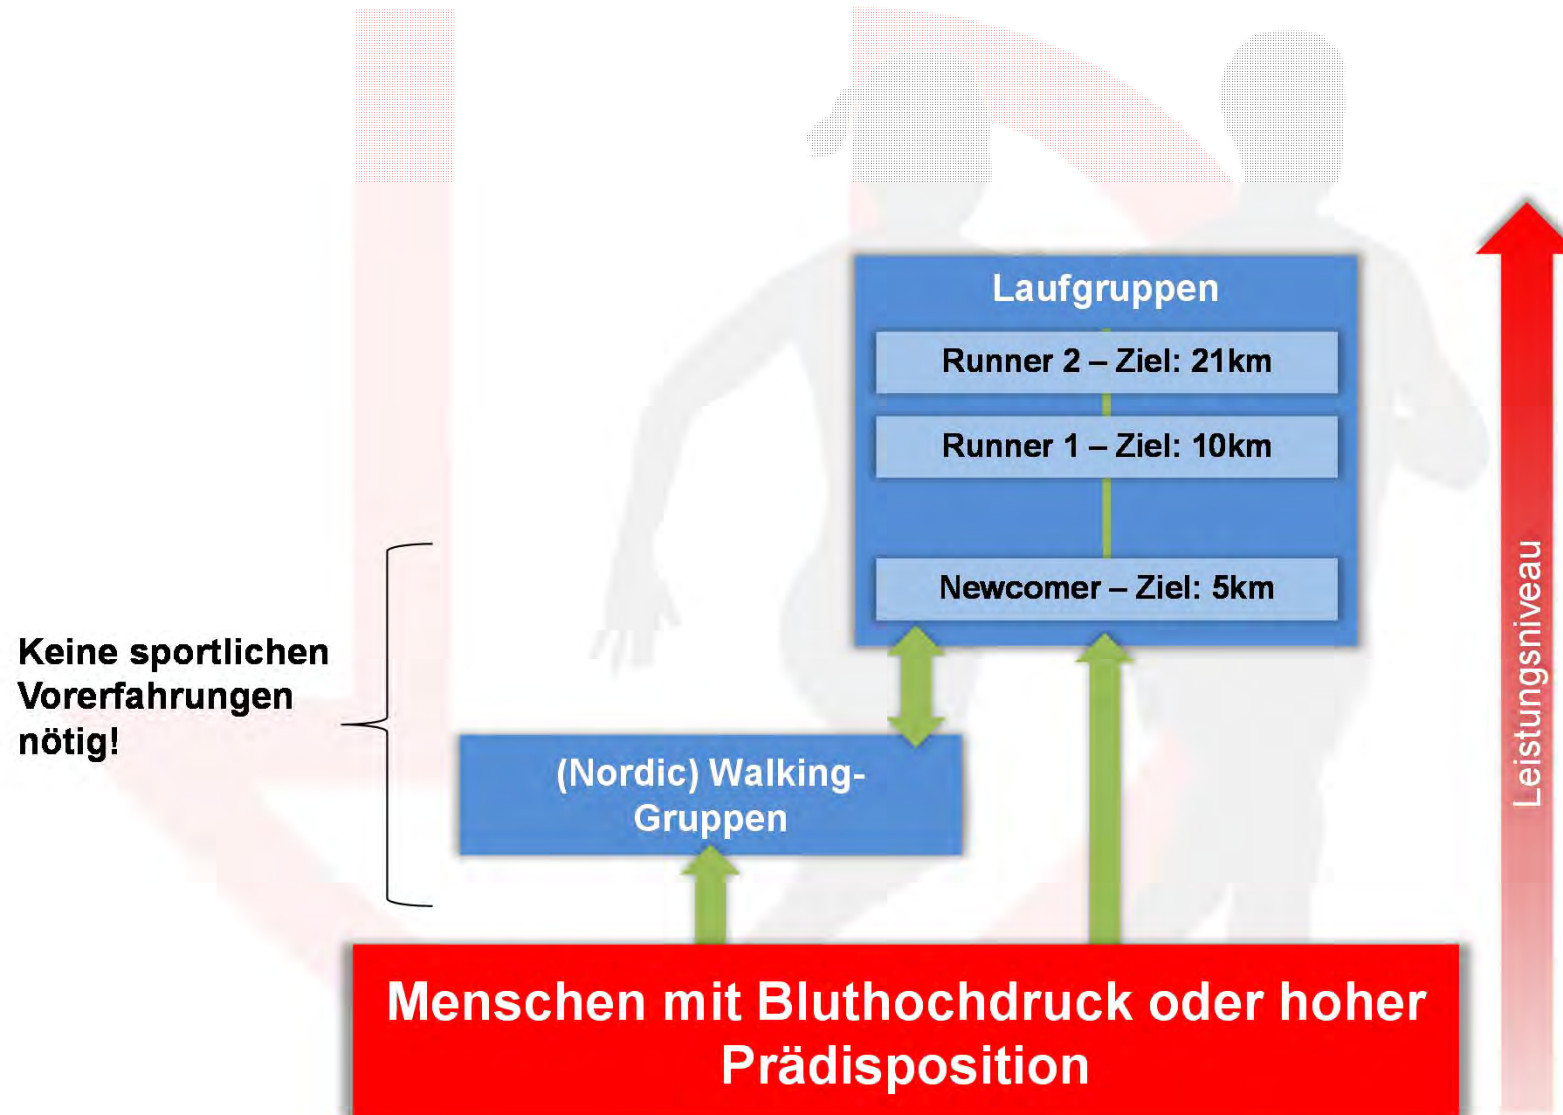 Laufgruppen
Runner 2 – Ziel: 21km
Runner 1 – Ziel: 10km
Newcomer – Ziel: 5km
Leistungsniveau
Keine sportlichen
Vorerfahrungen
nötig!
(Nordic) Walking-
Gruppen
Menschen mit Bluthochdruck oder hoher
Prädisposition